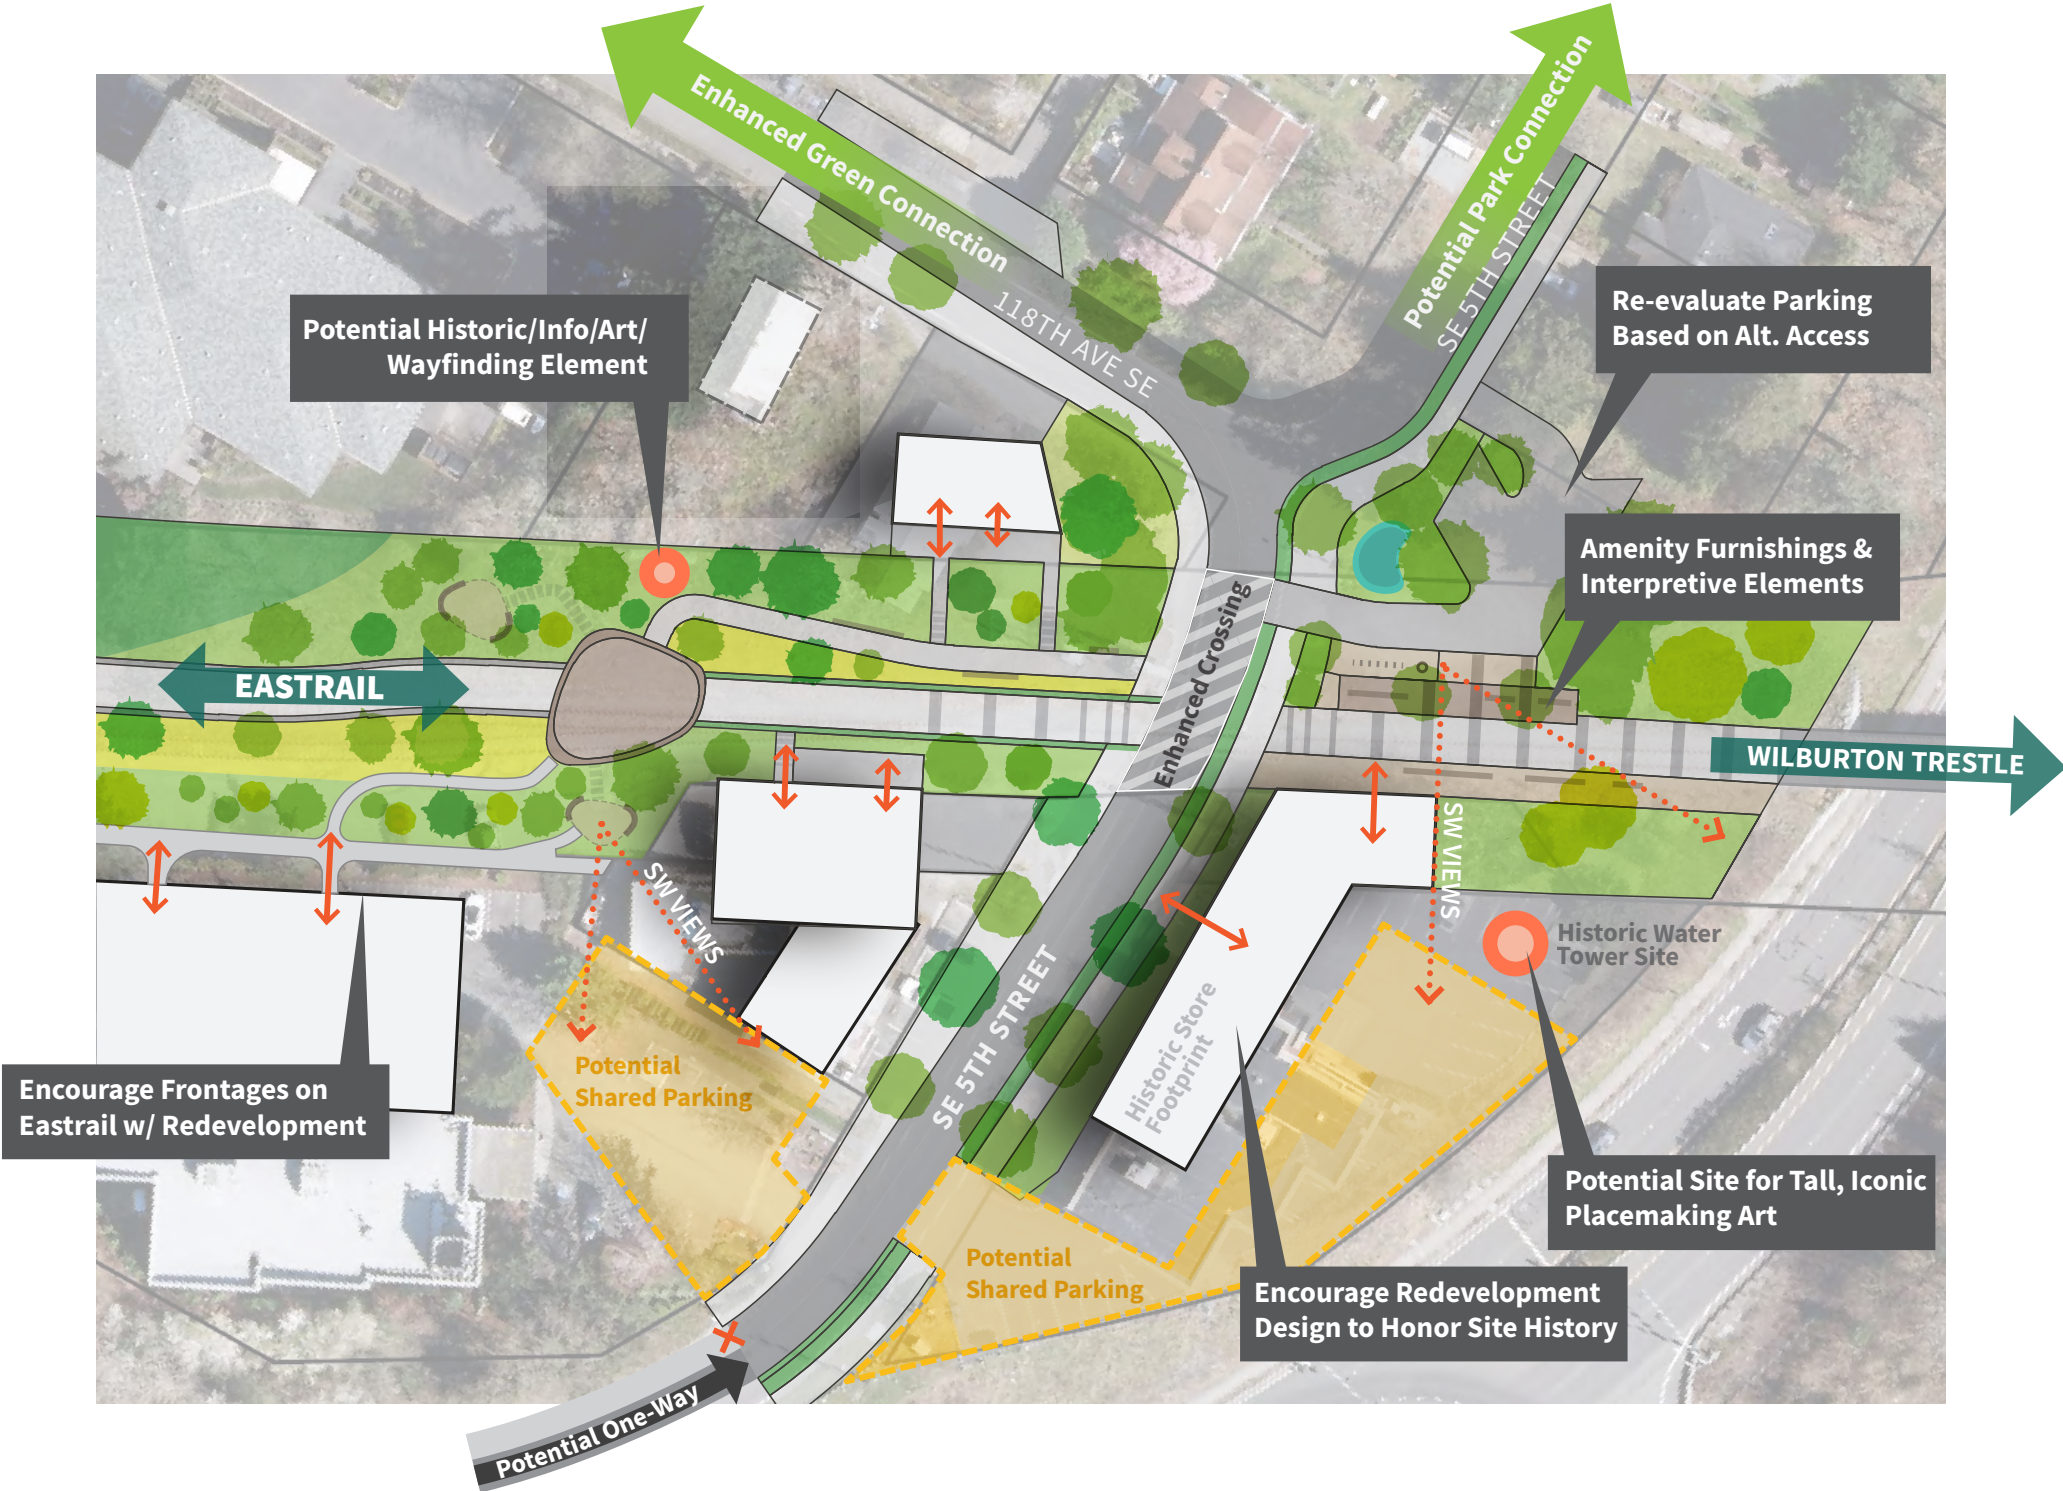 Enhanced Green Connection
Potential Park Connection
118TH AVE SE
SE 5TH STREET
Re-evaluate Parking
Based on Alt. Access
Potential Historic/Info/Art/
Wayfinding Element
Amenity Furnishings &
Interpretive Elements
Enhanced Crossing
EASTRAIL
WILBURTON TRESTLE
SW VIEWS
SW VIEWS
Historic Water
Tower Site
SE 5TH STREET
Historic Store
Footprint
Potential
Shared Parking
Encourage Frontages on
Eastrail w/ Redevelopment
Potential Site for Tall, Iconic
Placemaking Art
Potential
Shared Parking
Encourage Redevelopment
Design to Honor Site History
Potential One-Way